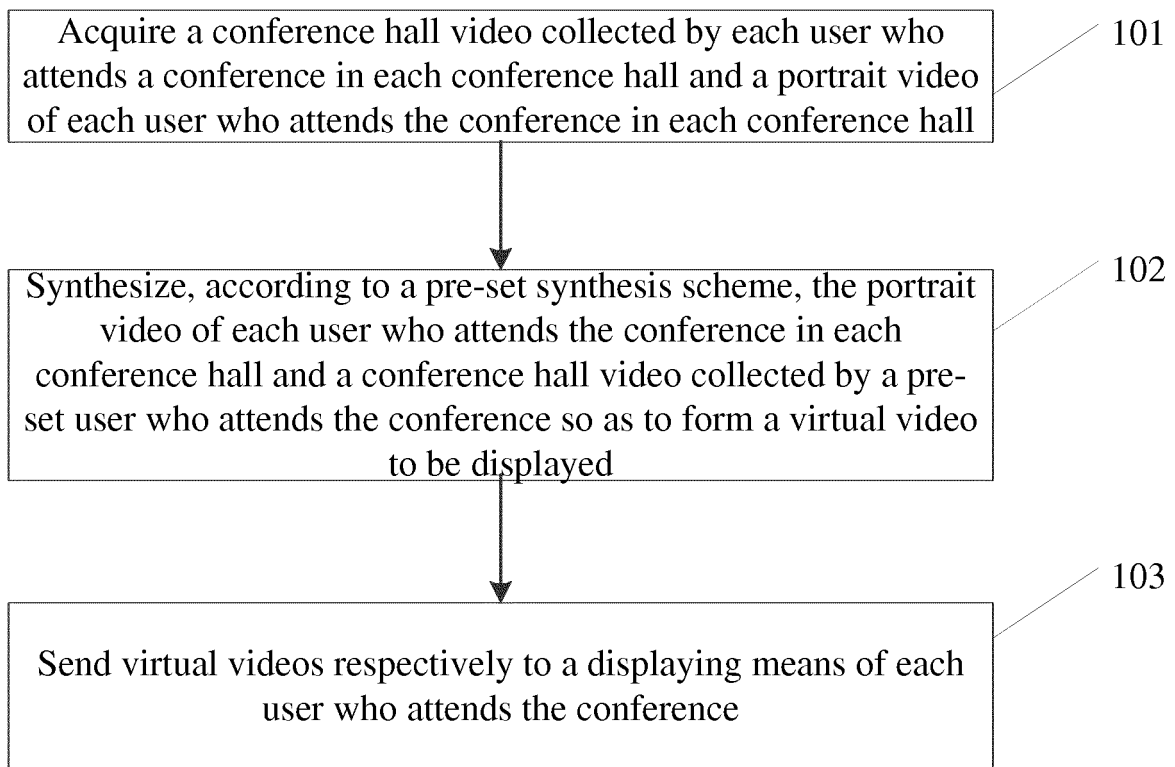 Acquire a conference hall video collected by each user who
attends a conference in each conference hall and a portrait video
of each user who attends the conference in each conference hall
101
Synthesize, according to a pre-set synthesis scheme, the portrait
video of each user who attends the conference in each
conference hall and a conference hall video collected by a pre-
set user who attends the conference so as to form a virtual video
to be displayed
102
Send virtual videos respectively to a displaying means of each
user who attends the conference
103